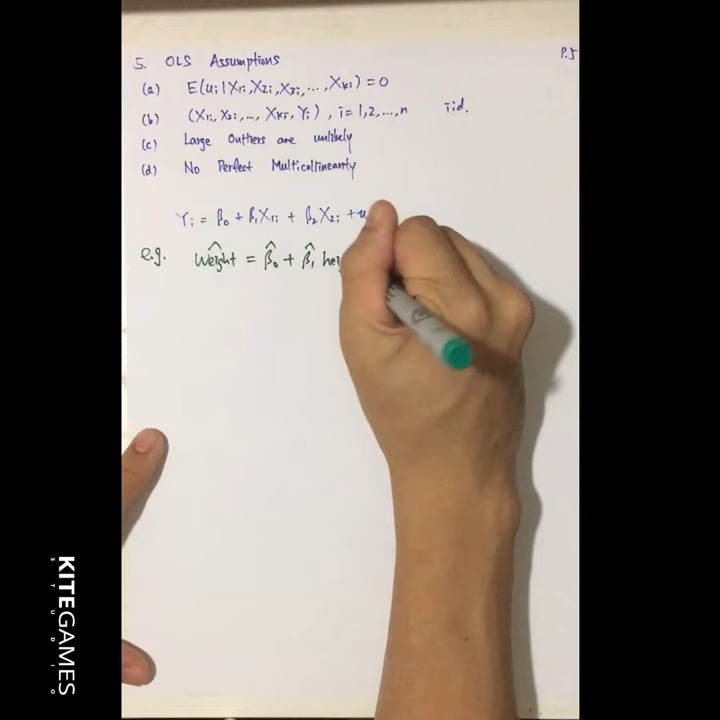 P.5
5. OLS Assumptions
(a) E(ui|X1i,X2i,X3i,...,Xki)=0
(b) (X1i,X2i,...,Xki,Yi), i=1,2,...,n iid.
(c) Large Outliers are unlikely
(d) No Perfect Multicollinearity
Yi = β0 + β1X1i + β2X2i + u
e.g. Weight^ = β̂0 + β̂1 hei
KITEGAMES
STUDIO